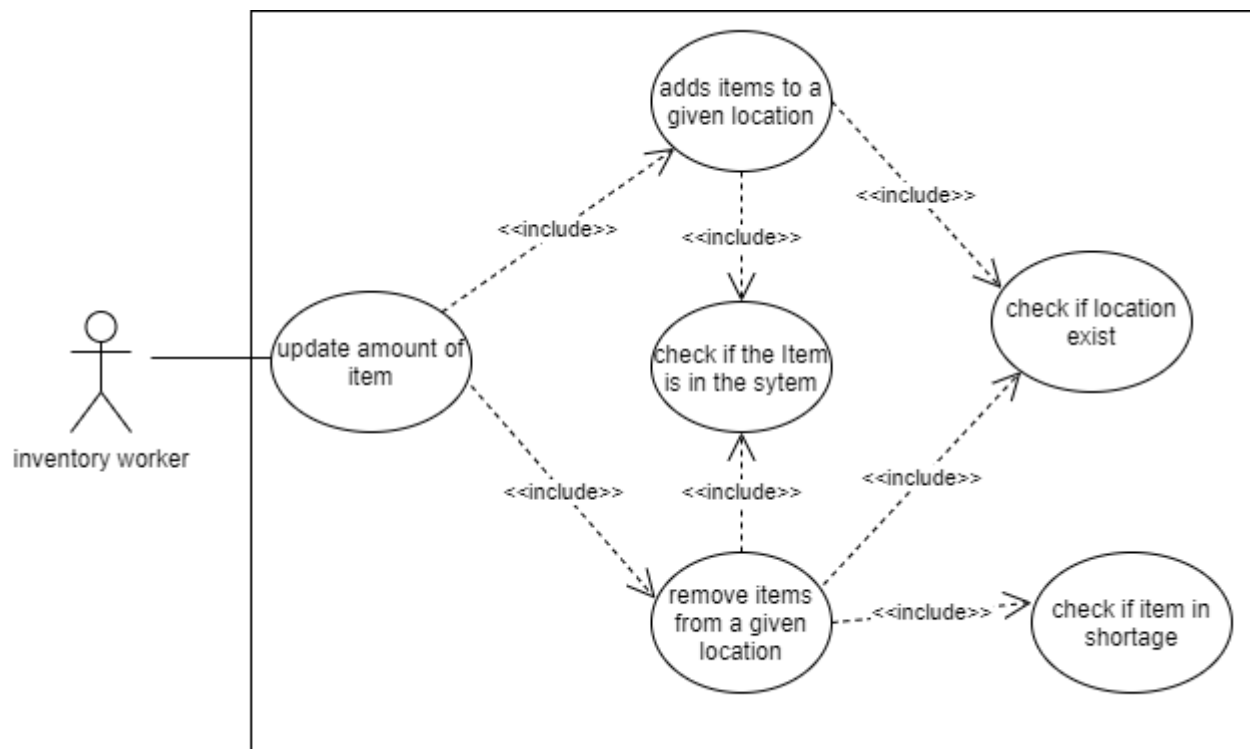 adds items to a
given location
<<include>>
<<include>>
<<include>>
update amount of
item
check if the Item
is in the sytem
check if location
exist
inventory worker
<<include>>
<<include>>
<<include>>
remove items
from a given
location
<<include>>
check if item in
shortage